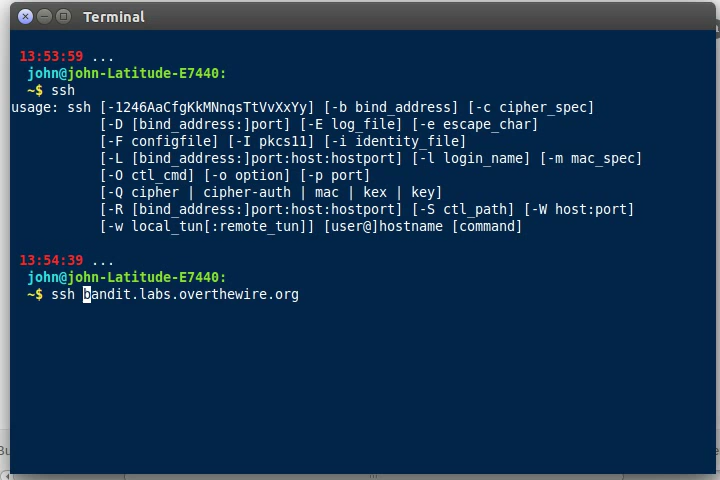 Terminal
13:53:59 ...
john@john-Latitude-E7440:
~$ ssh
usage: ssh [-1246AaCfgKkMNnqsTtVvXxYy] [-b bind_address] [-c cipher_spec]
[-D [bind_address:]port] [-E log_file] [-e escape_char]
[-F configfile] [-I pkcs11] [-i identity_file]
[-L [bind_address:]port:host:hostport] [-l login_name] [-m mac_spec]
[-O ctl_cmd] [-o option] [-p port]
[-Q cipher | cipher-auth | mac | kex | key]
[-R [bind_address:]port:host:hostport] [-S ctl_path] [-W host:port]
[-w local_tun[:remote_tun]] [user@]hostname [command]
13:54:39 ...
john@john-Latitude-E7440:
~$ ssh bandit.labs.overthewire.org